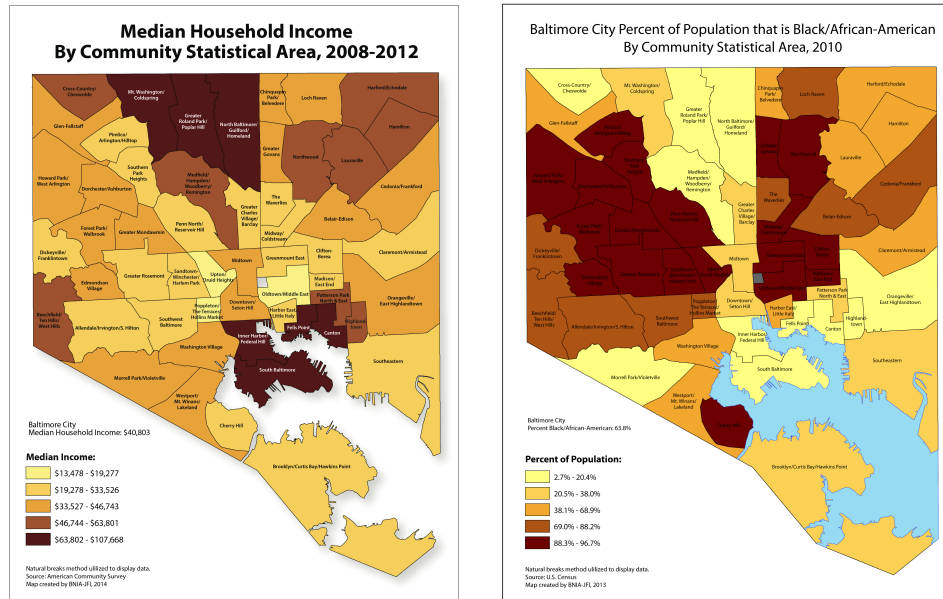 Median Household Income
By Community Statistical Area, 2008-2012
Cross-Country/
Cheswolde
Mt. Washington/
Coldspring
Greater
Roland Park/
Poplar Hill
North Baltimore/
Guilford/
Homeland
Chinquapin
Park/
Belvedere
Loch Raven
Harford/Echodale
Glen-Fallstaff
Pimlico/
Arlington/Hilltop
Greater
Govans
Northwood
Hamilton
Lauraville
Howard Park/
West Arlington
Southern
Park
Heights
Dorchester/Ashburton
Medfield/
Hampden/
Woodberry/
Remington
Cedonia/Frankford
Greater
Charles
Village/
Barclay
The
Waverlies
Belair-Edison
Forest Park/
Walbrook
Greater Mondawmin
Penn North/
Reservoir Hill
Midway/
Coldstream
Dickeyville/
Franklintown
Edmondson
Village
Greater Rosemont
Sandtown-
Winchester/
Harlem Park
Upton/
Druid Heights
Midtown
Greenmount East
Clifton-
Berea
Claremont/Armistead
Madison/
East End
Oldtown/Middle East
Patterson Park
North & East
Orangeville/
East Highlandtown
Beechfield/
Ten Hills/
West Hills
Allendale/Irvington/S. Hilton
Southwest
Baltimore
Poppleton/
The Terraces/
Hollins Market
Downtown/
Seton Hill
Harbor East/
Little Italy
Highland-
town
Washington Village
Inner Harbor/
Federal Hill
Fells Point
Canton
Southeastern
Morrell Park/Violetville
South Baltimore
Westport/
Mt. Winans/
Lakeland
Cherry Hill
Brooklyn/Curtis Bay/Hawkins Point
Baltimore City
Median Household Income: $40,803
Median Income:
$13,478 - $19,277
$19,278 - $33,526
$33,527 - $46,743
$46,744 - $63,801
$63,802 - $107,668
Natural breaks method ulilized to display data.
Source: American Community Survey
Map created by BNIA-JFI, 2014
Baltimore City Percent of Population that is Black/African-American
By Community Statistical Area, 2010
Cross-Country/
Cheswolde
Mt. Washington/
Coldspring
Greater
Roland Park/
Poplar Hill
North Baltimore/
Guilford/
Homeland
Chinquapin
Park/
Belvedere
Loch Raven
Harford/Echodale
Glen-Fallstaff
Hamilton
Lauraville
Medfield/
Hampden/
Woodberry/
Remington
Cedonia/Frankford
Greater
Charles
Village/
Barclay
The
Waverlies
Belair-Edison
Dickeyville/
Franklintown
Midtown
Claremont/Armistead
Patterson Park
North & East
Orangeville/
East Highlandtown
Beechfield/
Ten Hills/
West Hills
Allendale/Irvington/S. Hilton
Southwest
Baltimore
Poppleton/
The Terraces/
Hollins Market
Downtown/
Seton Hill
Harbor East/
Little Italy
Highland-
town
Washington Village
Inner Harbor/
Federal Hill
Fells Point
Canton
Southeastern
Morrell Park/Violetville
South Baltimore
Westport/
Mt. Winans/
Lakeland
Brooklyn/Curtis Bay/Hawkins Point
Baltimore City
Percent Black/African-American: 63.8%
Percent of Population:
2.7% - 20.4%
20.5% - 38.0%
38.1% - 68.9%
69.0% - 88.2%
88.3% - 96.7%
Natural breaks method ulilized to display data.
Source: U.S. Census
Map created by BNIA-JFI, 2013